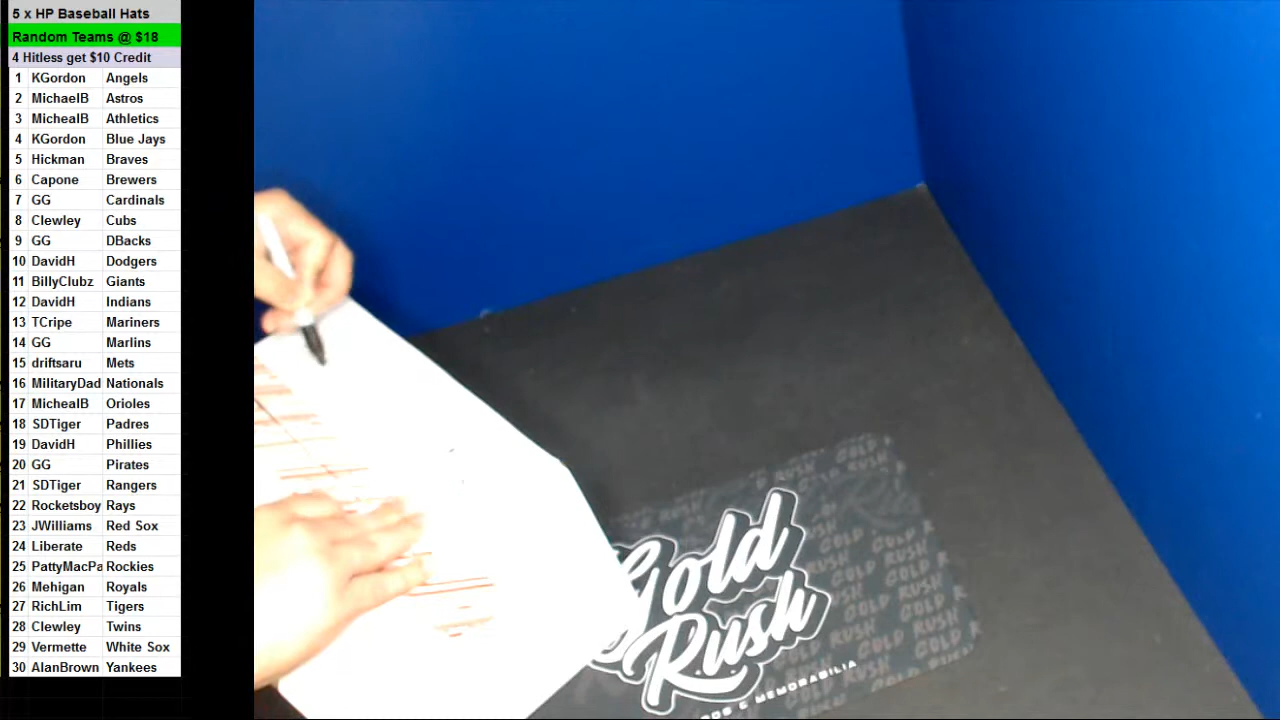 5 x HP Baseball Hats
Random Teams @ $18
4 Hitless get $10 Credit
1 KGordon Angels
2 MichaelB Astros
3 MichealB Athletics
4 KGordon Blue Jays
5 Hickman Braves
6 Capone Brewers
7 GG Cardinals
8 Clewley Cubs
9 GG DBacks
10 DavidH Dodgers
11 BillyClubz Giants
12 DavidH Indians
13 TCripe Mariners
14 GG Marlins
15 driftsaru Mets
16 MilitaryDad Nationals
17 MichealB Orioles
18 SDTiger Padres
19 DavidH Phillies
20 GG Pirates
21 SDTiger Rangers
22 Rocketsboy Rays
23 JWilliams Red Sox
24 Liberate Reds
25 PattyMacPa Rockies
26 Mehigan Royals
27 RichLim Tigers
28 Clewley Twins
29 Vermette White Sox
30 AlanBrown Yankees
Gold
Rush
& MEMORABILIA